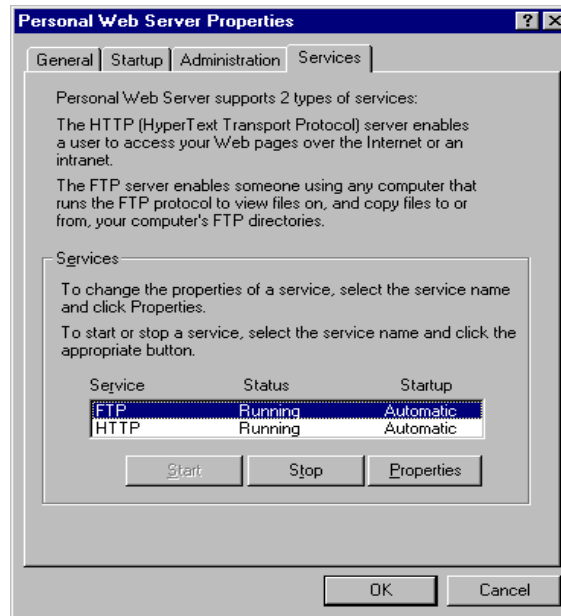 Personal Web Server Properties
General Startup Administration Services
Personal Web Server supports 2 types of services:
The HTTP (HyperText Transport Protocol) server enables
a user to access your Web pages over the Internet or an
intranet.
The FTP server enables someone using any computer that
runs the FTP protocol to view files on, and copy files to or
from, your computer's FTP directories.
Services
To change the properties of a service, select the service name
and click Properties.
To start or stop a service, select the service name and click the
appropriate button.
Service Status Startup
FTP Running Automatic
HTTP Running Automatic
Start Stop Properties
OK Cancel